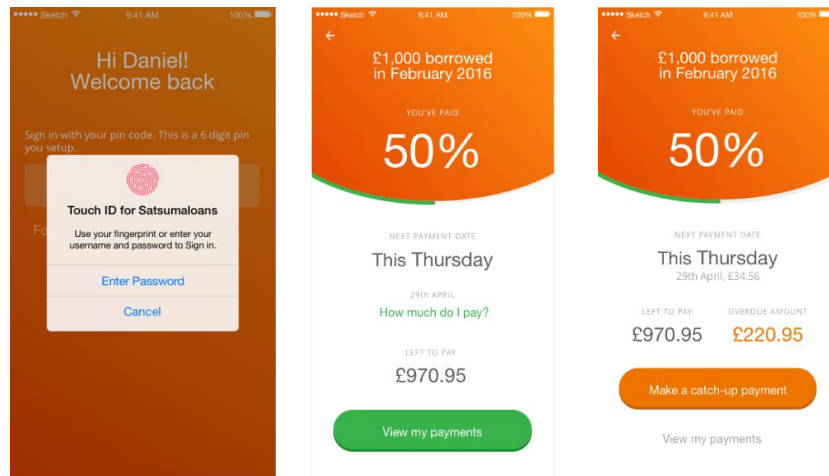 Sketch 9:41 AM 100%
Hi Daniel!
Welcome back
Sign in with your pin code. This is a 6 digit pin
you setup.
Fo
Touch ID for Satsumaloans
Use your fingerprint or enter your
username and password to Sign in.
Enter Password
Cancel
Sketch 9:41 AM 100%
£1,000 borrowed
in February 2016
YOU'VE PAID
50%
NEXT PAYMENT DATE
This Thursday
29th APRIL
How much do I pay?
LEFT TO PAY
£970.95
View my payments
Sketch 9:41 AM 100%
£1,000 borrowed
in February 2016
YOU'VE PAID
50%
NEXT PAYMENT DATE
This Thursday
29th April, £34.56
LEFT TO PAY OVERDUE AMOUNT
£970.95 £220.95
Make a catch-up payment
View my payments